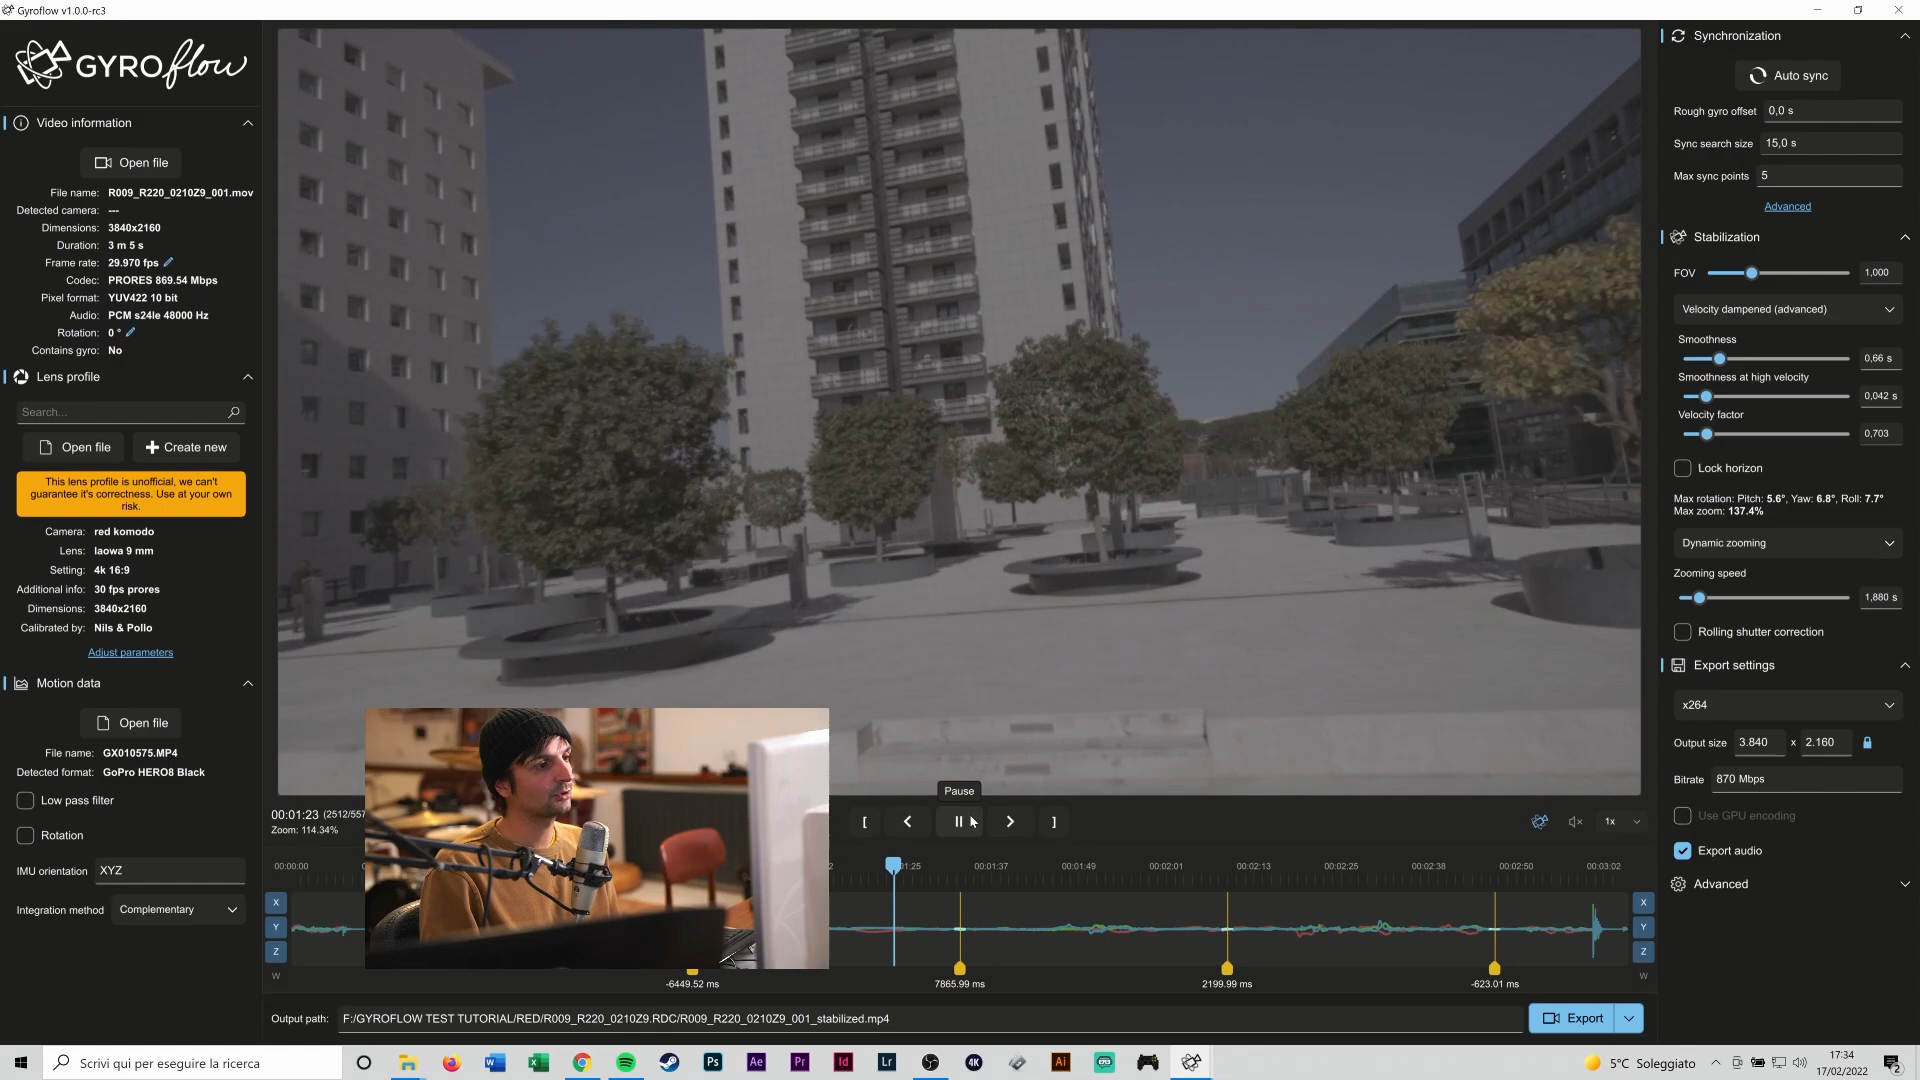 Gyroflow v1.0.0-rc3
GYROflow
Video information
Open file
File name: R009_R220_0210Z9_001.mov
Detected camera: ---
Dimensions: 3840x2160
Duration: 3 m 5 s
Frame rate: 29.970 fps
Codec: PRORES 869.54 Mbps
Pixel format: YUV422 10 bit
Audio: PCM s24le 48000 Hz
Rotation: 0 °
Contains gyro: No
Lens profile
Search...
Open file
Create new
This lens profile is unofficial, we can't
guarantee it's correctness. Use at your own
risk.
Camera: red komodo
Lens: laowa 9 mm
Setting: 4k 16:9
Additional info: 30 fps prores
Dimensions: 3840x2160
Calibrated by: Nils & Pollo
Adjust parameters
Motion data
Open file
File name: GX010575.MP4
Detected format: GoPro HERO8 Black
Low pass filter
Rotation
IMU orientation XYZ
Integration method Complementary
Pause
00:01:23 (2512/557
Zoom: 114.34%
[
]
1x
00:00:00
01:25
00:01:37
00:01:49
00:02:01
00:02:13
00:02:25
00:02:38
00:02:50
00:03:02
X
Y
Z
W
X
Y
Z
W
-6449.52 ms
7865.99 ms
2199.99 ms
-623.01 ms
Output path: F:/GYROFLOW TEST TUTORIAL/RED/R009_R220_0210Z9.RDC/R009_R220_0210Z9_001_stabilized.mp4
Export
Synchronization
Auto sync
Rough gyro offset 0,0 s
Sync search size 15,0 s
Max sync points 5
Advanced
Stabilization
FOV 1,000
Velocity dampened (advanced)
Smoothness
0,66 s
Smoothness at high velocity
0,042 s
Velocity factor
0,703
Lock horizon
Max rotation: Pitch: 5.6°, Yaw: 6.8°, Roll: 7.7°
Max zoom: 137.4%
Dynamic zooming
Zooming speed
1,880 s
Rolling shutter correction
Export settings
x264
Output size 3.840 x 2.160
Bitrate 870 Mbps
Use GPU encoding
Export audio
Advanced
Scrivi qui per eseguire la ricerca
Ps
Ae
Pr
Id
Lr
4K
Ai
5°C Soleggiato
17:34
17/02/2022
2